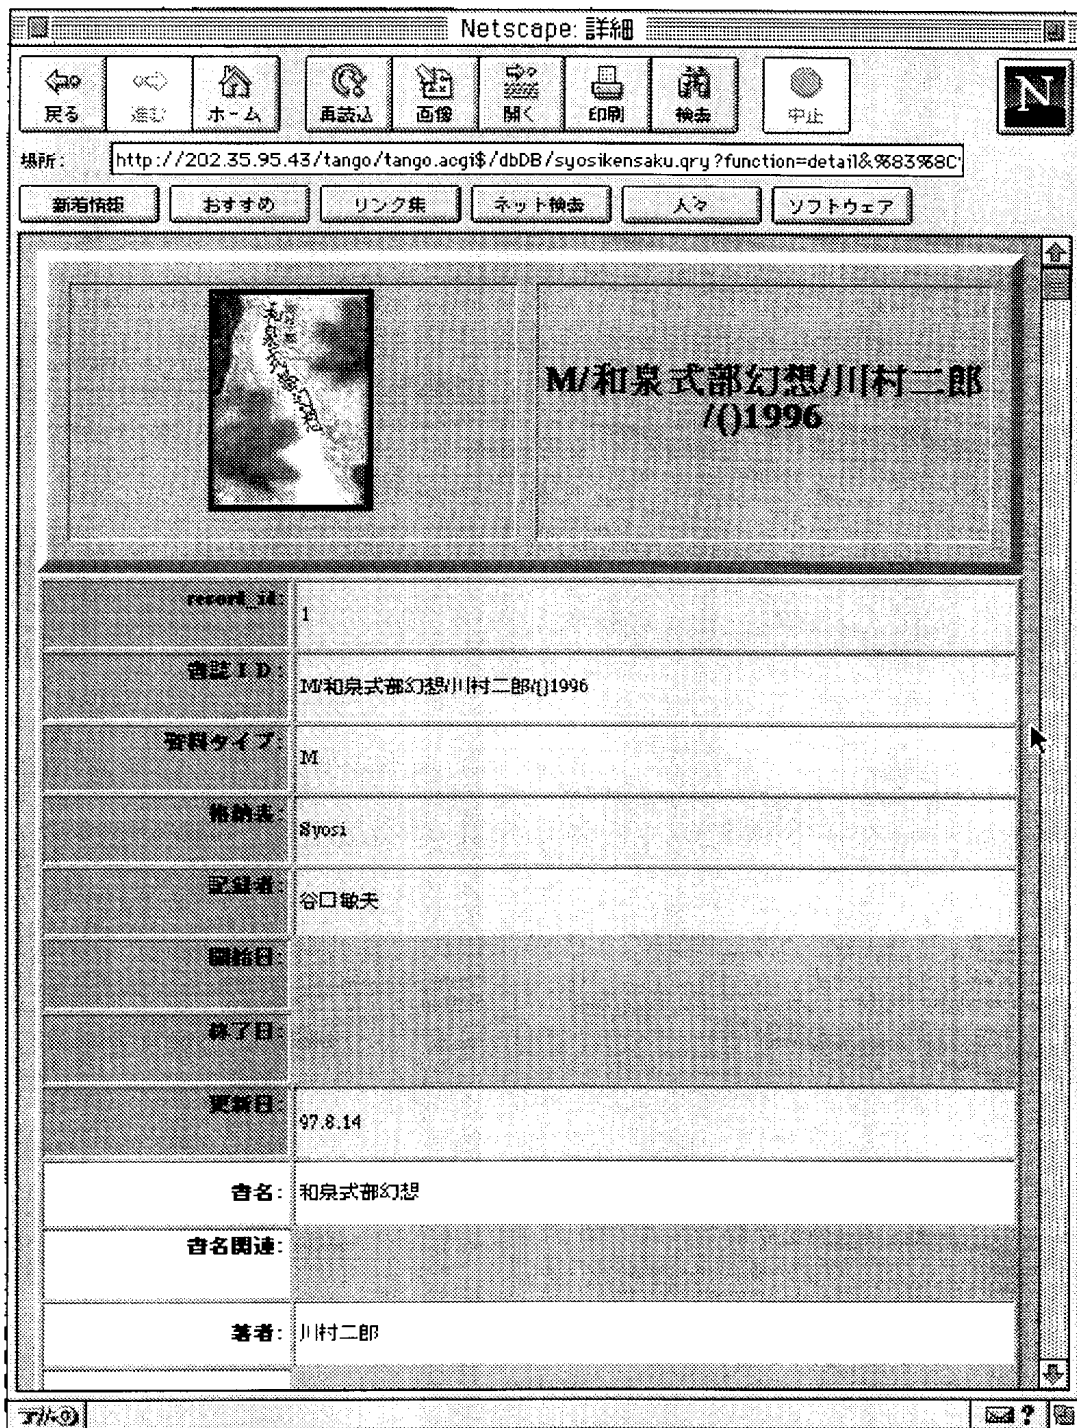 Netscape: 詳細
戻る 進む ホーム 再読込 画像 開く 印刷 検索 中止
N
場所: http://202.35.95.43/tango/tango.acgi$/dbDB/syosikensaku.qry?function=detail&%83%8C
新着情報 おすすめ リンク集 ネット検索 人々 ソフトウェア
和泉式部幻想
M/和泉式部幻想/川村二郎
/()1996
record_id: 1
書誌ID: M/和泉式部幻想/川村二郎/()1996
資料タイプ: M
格納表: Syosi
記録者: 谷口敏夫
開始日:
終了日:
更新日: 97.8.14
書名: 和泉式部幻想
書名関連:
著者: 川村二郎